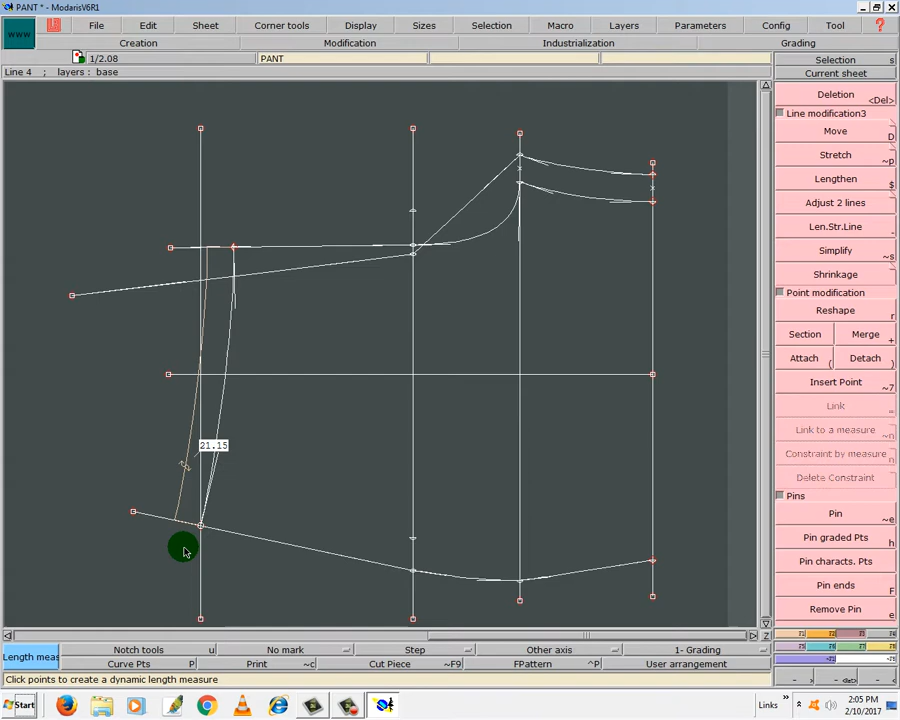 PANT * - ModarisV6R1
WWW File Edit Sheet Corner tools Display Sizes Selection Macro Layers Parameters Config Tool ?
Creation Modification Industrialization Grading
1/2.08 PANT Selection s
Line 4 ; layers : base Current sheet
Deletion <Del>
Line modification3
Move D
Stretch ~p
Lengthen $
Adjust 2 lines
Len.Str.Line -
Simplify ~s
Shrinkage
Point modification
Reshape r
Section Merge +
Attach ( Detach )
Insert Point ~7
Link =
Link to a measure ~n
Constraint by measure n
Delete Constraint
Pins
Pin ~e
Pin graded Pts h
Pin characts. Pts
Pin ends F
Remove Pin
21.15
Z
Length meas Notch tools u No mark Step Other axis 1- Grading
Curve Pts P Print ~c Cut Piece ~F9 FPattern ^P User arrangement
Click points to create a dynamic length measure
Start Links » 2:05 PM
2/10/2017